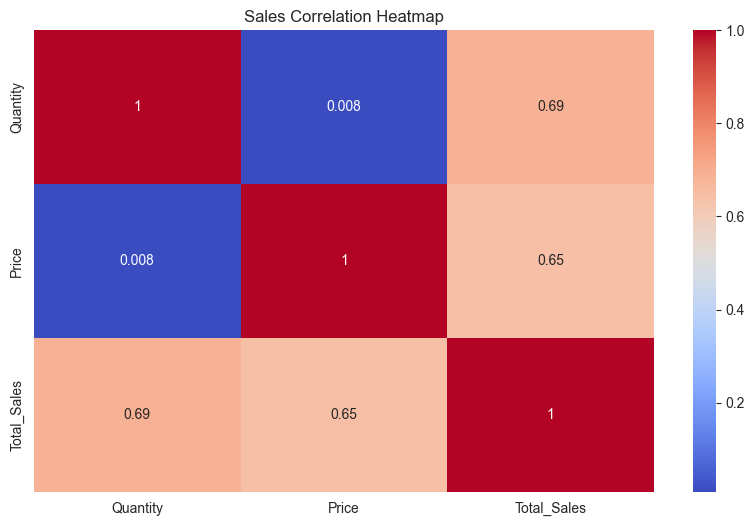 Sales Correlation Heatmap
Quantity
1
0.008
0.69
Price
0.008
1
0.65
Total_Sales
0.69
0.65
1
Quantity
Price
Total_Sales
1.0
0.8
0.6
0.4
0.2